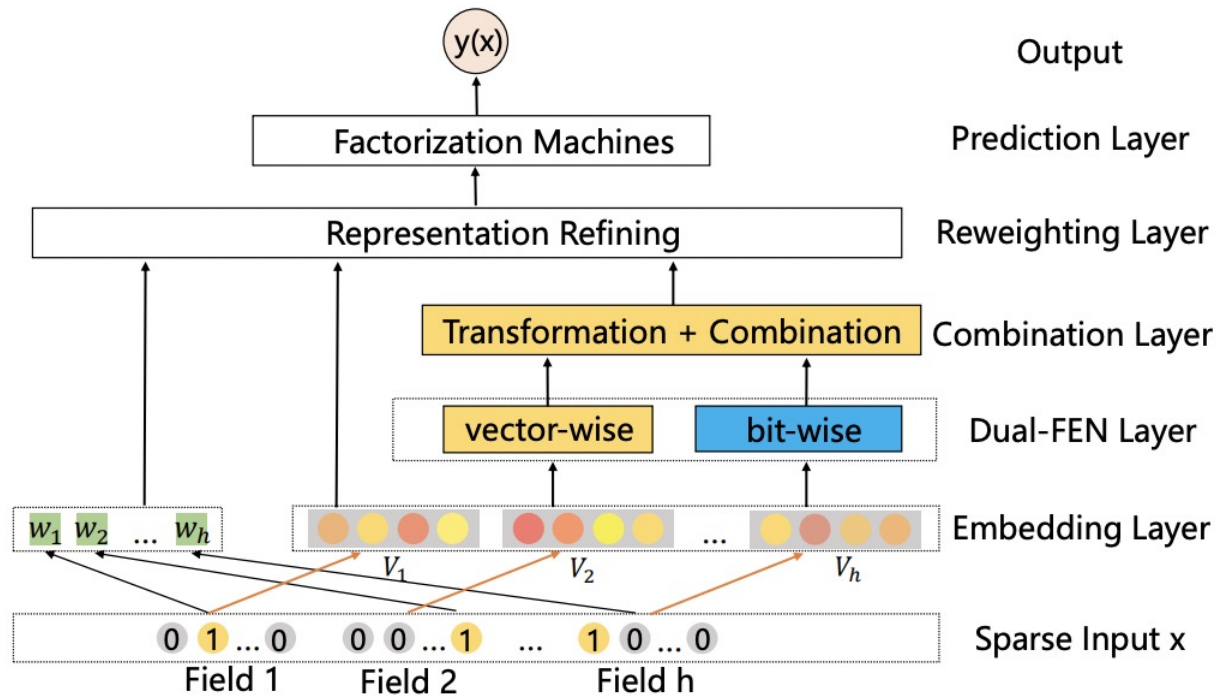 y(x) Output
Factorization Machines Prediction Layer
Representation Refining Reweighting Layer
Transformation + Combination Combination Layer
vector-wise bit-wise Dual-FEN Layer
w₁ w₂ ... wₕ ... Embedding Layer
V₁ V₂ Vₕ
0 1 ... 0 0 0 ... 1 ... 1 0 ... 0 Sparse Input x
Field 1 Field 2 Field h